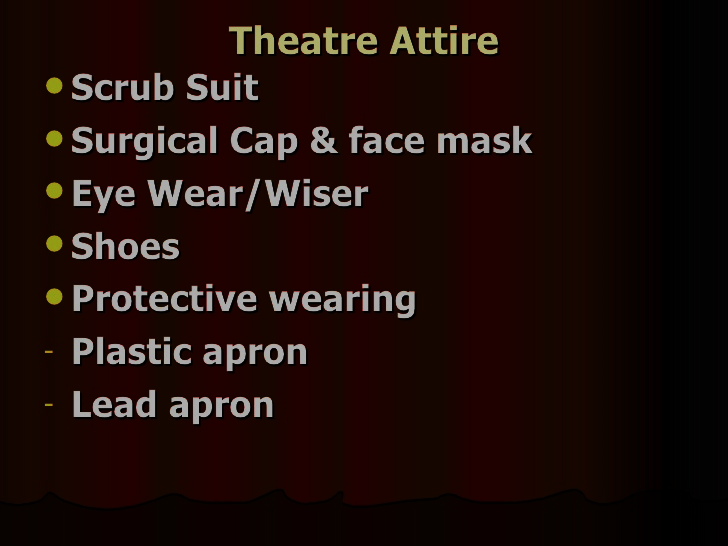 Theatre Attire
• Scrub Suit
• Surgical Cap & face mask
• Eye Wear/Wiser
• Shoes
• Protective wearing
- Plastic apron
- Lead apron